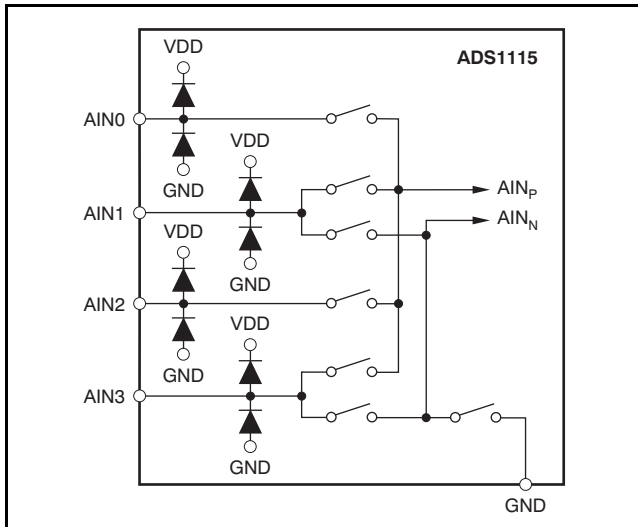 VDD
ADS1115
AIN0
VDD
GND
AINP
AIN1
AINN
VDD
GND
AIN2
VDD
GND
AIN3
GND
GND